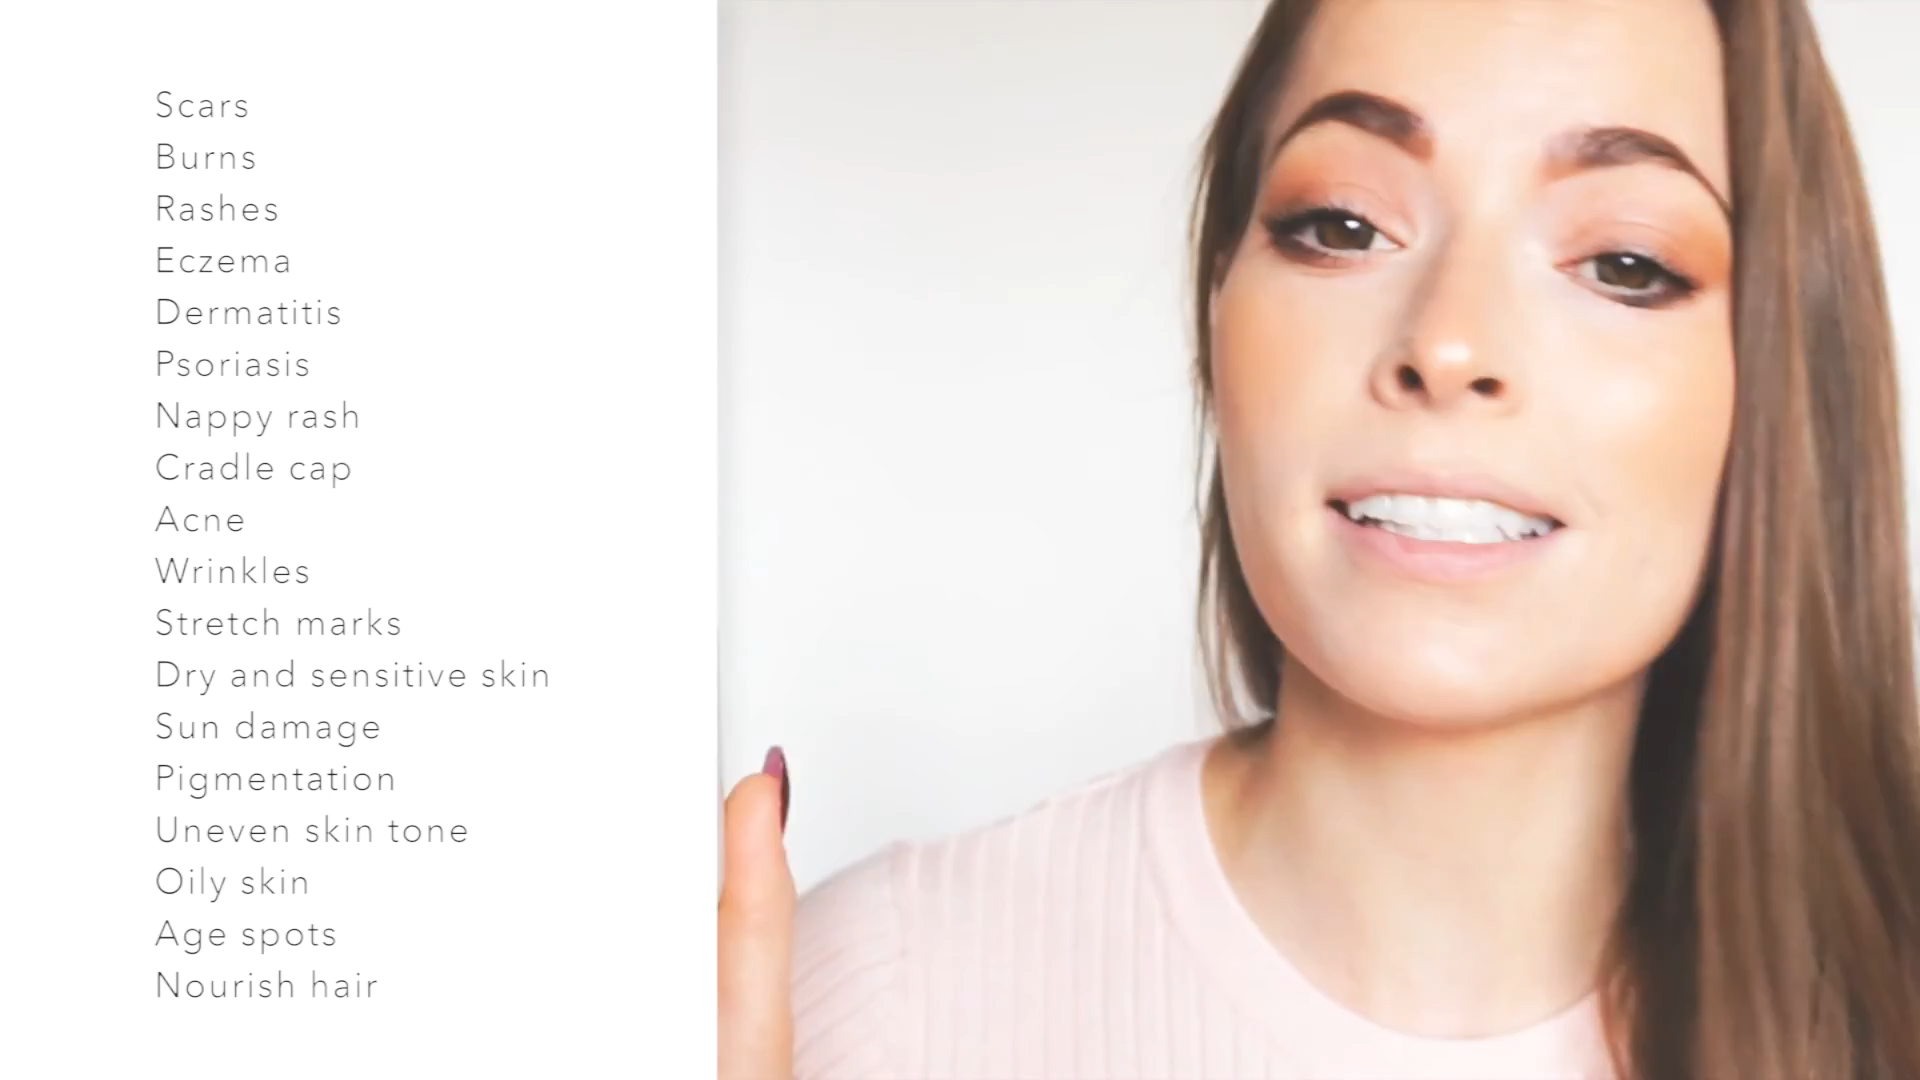 Scars
Burns
Rashes
Eczema
Dermatitis
Psoriasis
Nappy rash
Cradle cap
Acne
Wrinkles
Stretch marks
Dry and sensitive skin
Sun damage
Pigmentation
Uneven skin tone
Oily skin
Age spots
Nourish hair